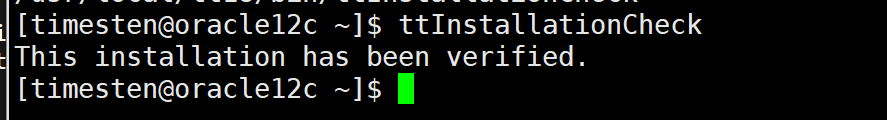 [timesten@oracle12c ~]$ ttInstallationCheck
This installation has been verified.
[timesten@oracle12c ~]$